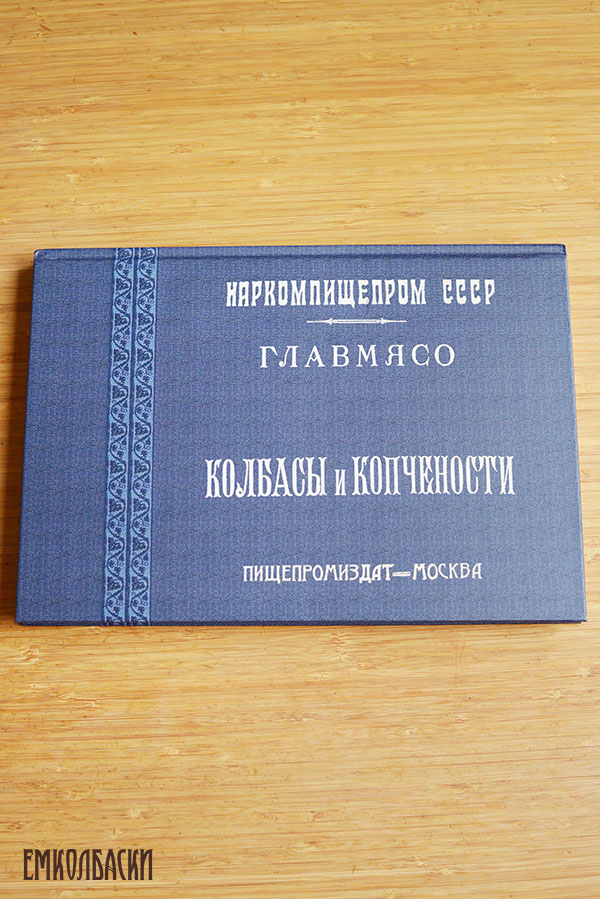 НАРКОМПИЩЕПРОМ СССР
ГЛАВМЯСО
КОЛБАСЫ и КОПЧЕНОСТИ
ПИЩЕПРОМИЗДАТ—МОСКВА
ЕМКОЛБАСКИ